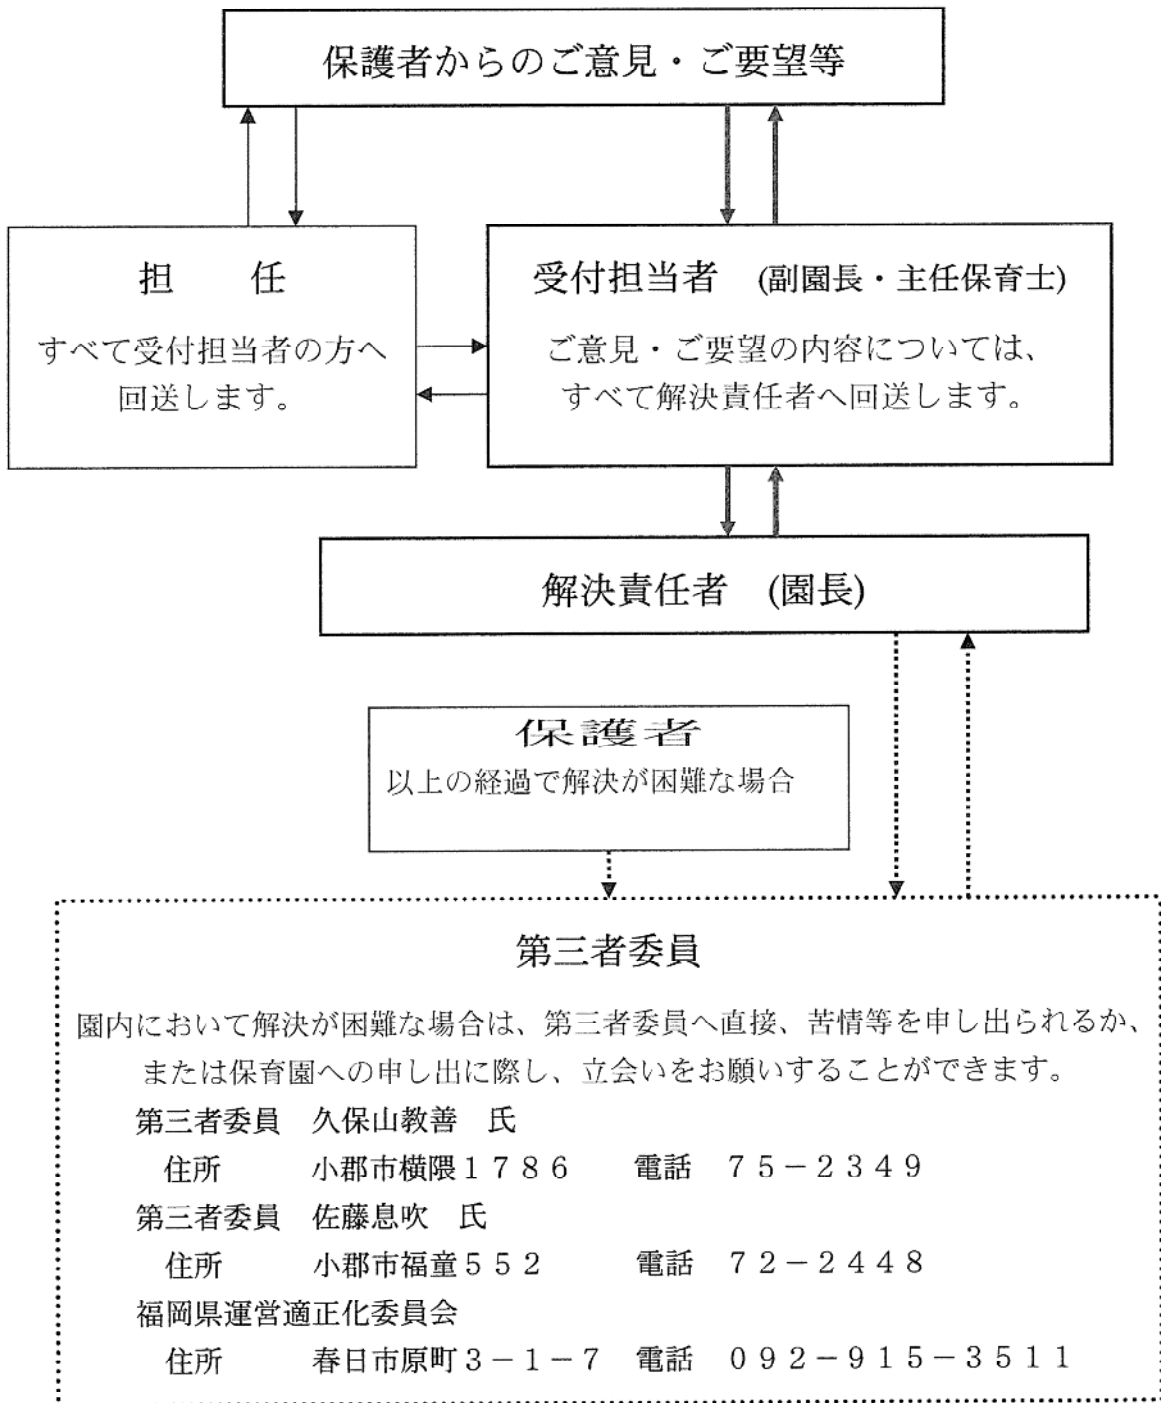 保護者からのご意見・ご要望等
担　　任
すべて受付担当者の方へ
回送します。
受付担当者　(副園長・主任保育士)
ご意見・ご要望の内容については、
すべて解決責任者へ回送します。
解決責任者　(園長)
保護者
以上の経過で解決が困難な場合
第三者委員
園内において解決が困難な場合は、第三者委員へ直接、苦情等を申し出られるか、
または保育園への申し出に際し、立会いをお願いすることができます。
第三者委員　久保山教善　氏
住所　　　小郡市横隈１７８６　　電話　７５－２３４９
第三者委員　佐藤息吹　氏
住所　　　小郡市福童５５２　　　電話　７２－２４４８
福岡県運営適正化委員会
住所　　　春日市原町３－１－７　電話　０９２－９１５－３５１１